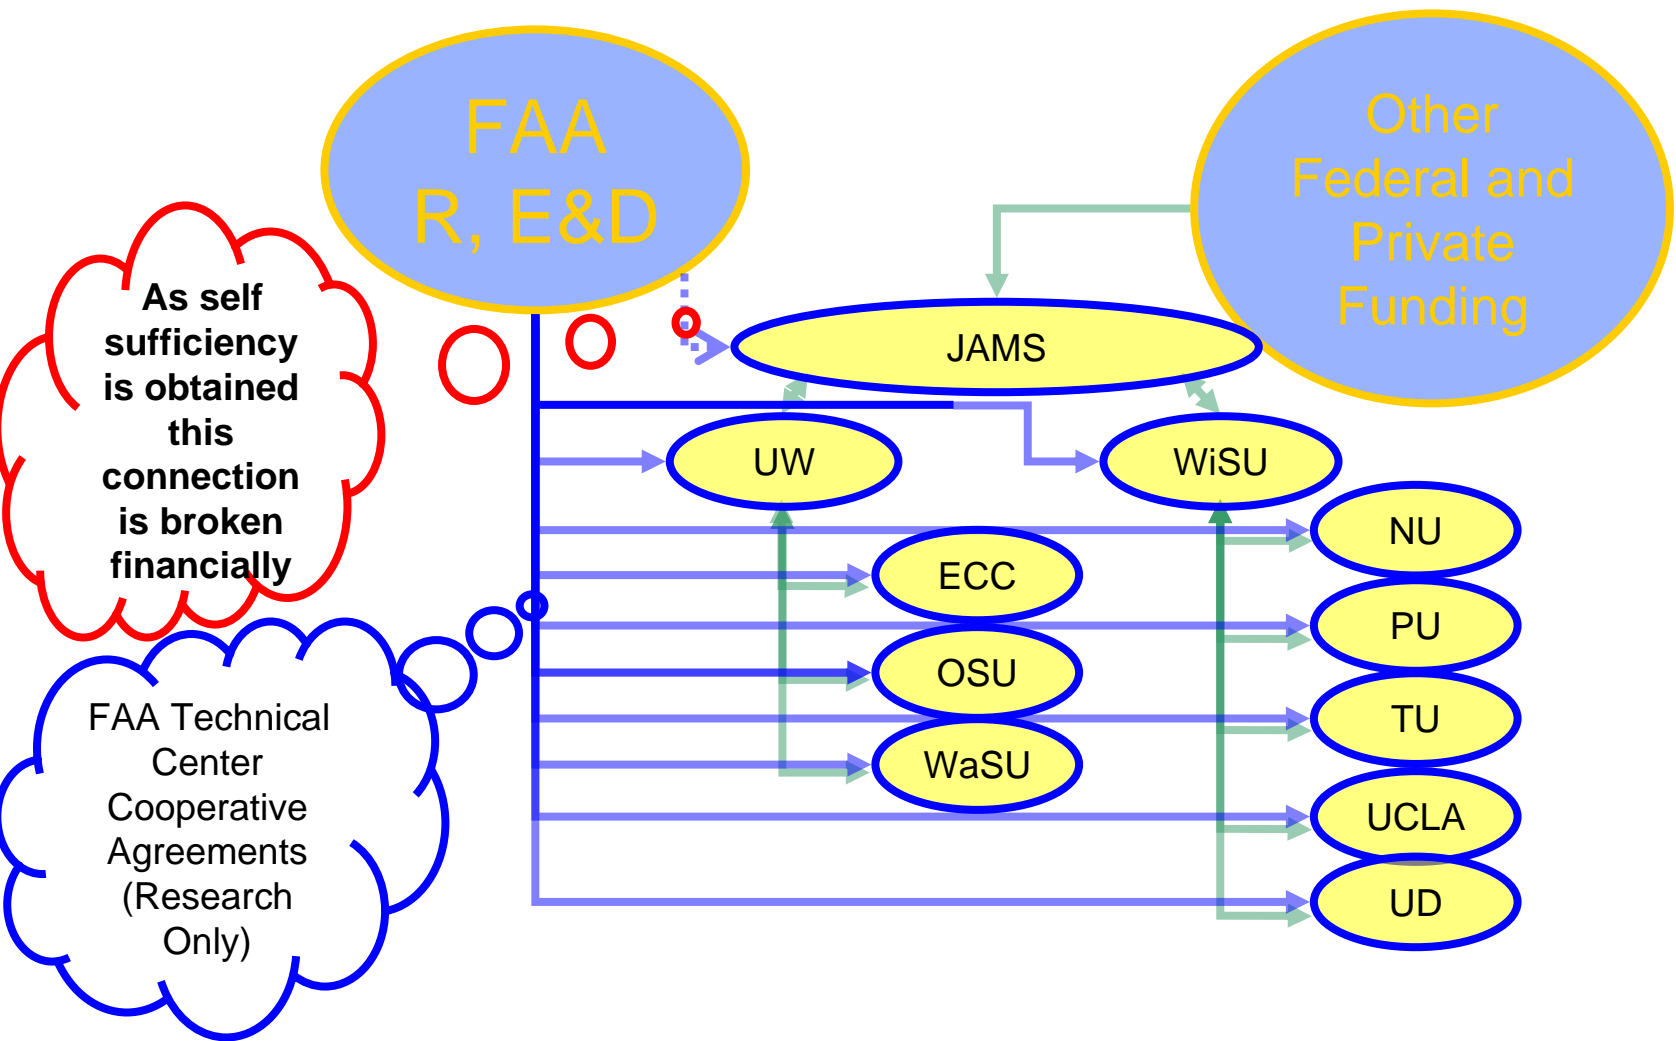 FAA
R, E&D
Other
Federal and
Private
Funding
As self
sufficiency
is obtained
this
connection
is broken
financially
JAMS
UW
WiSU
NU
ECC
PU
OSU
TU
WaSU
UCLA
UD
FAA Technical
Center
Cooperative
Agreements
(Research
Only)